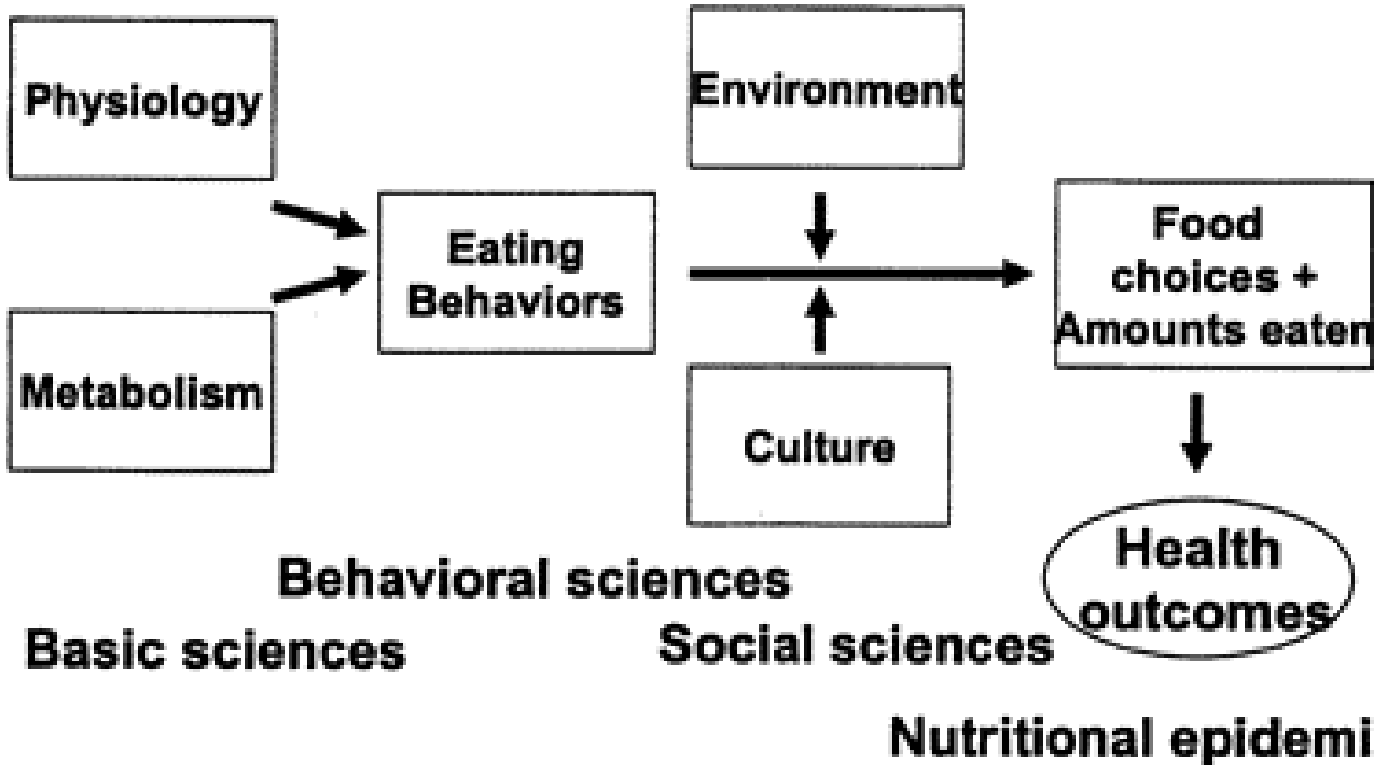 Physiology
Environment
Eating
Behaviors
Food
choices +
Amounts eaten
Metabolism
Culture
Health
outcomes
Behavioral sciences
Basic sciences
Social sciences
Nutritional epidemi